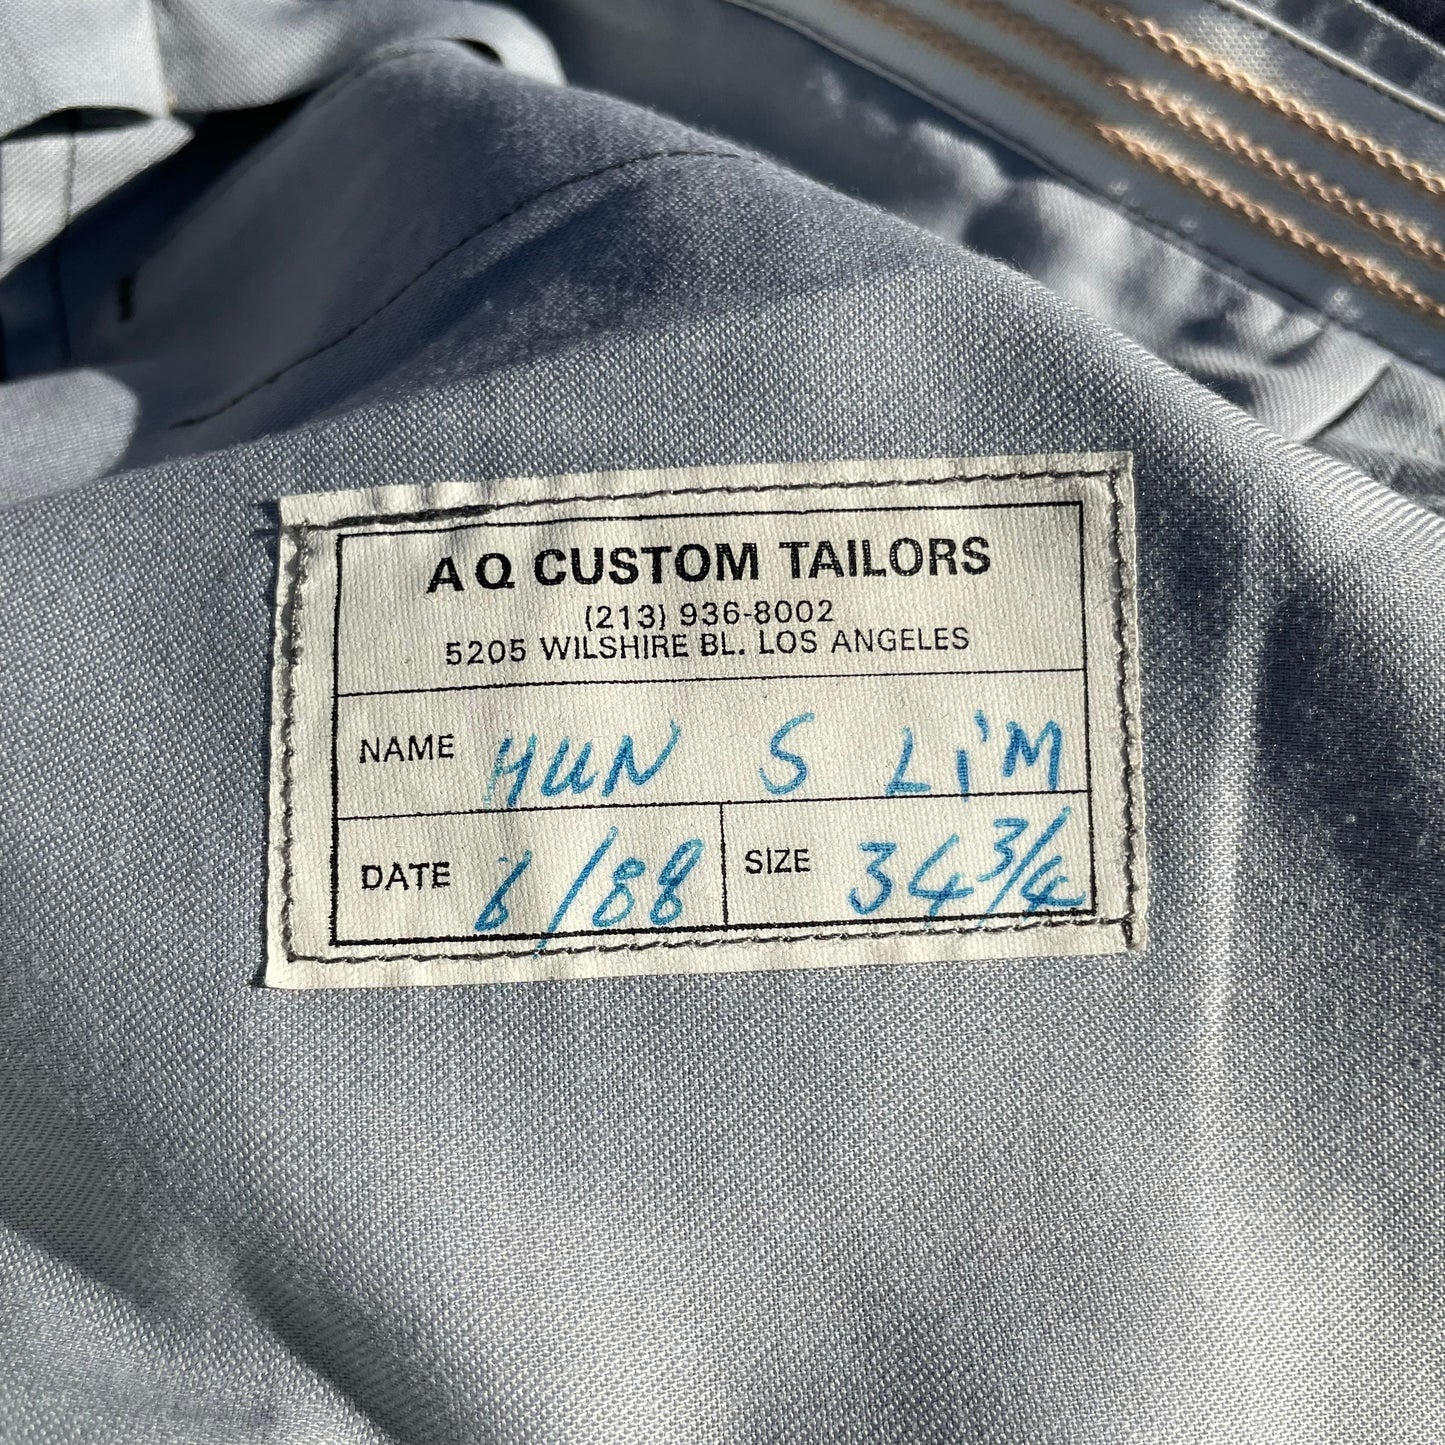 A Q CUSTOM TAILORS
(213) 936-8002
5205 WILSHIRE BL. LOS ANGELES
NAME HUN S LIM
DATE 6/88 SIZE 34 3/4